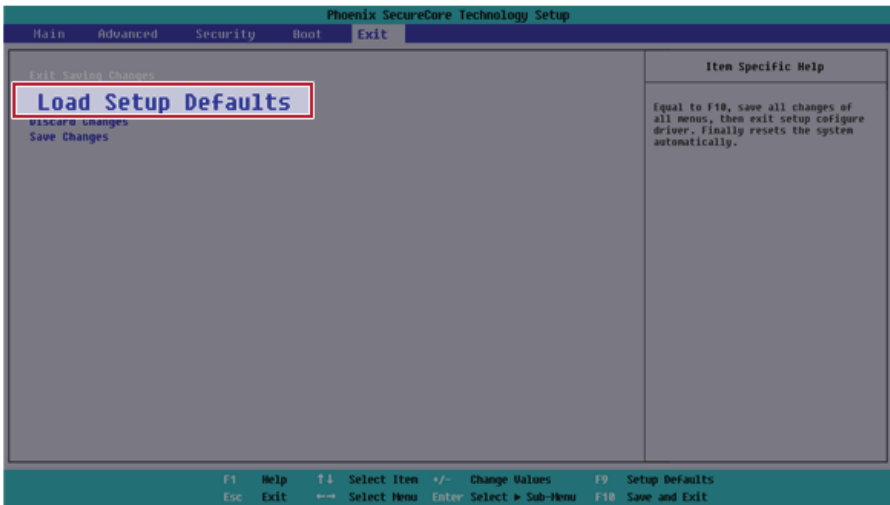 Phoenix SecureCore Technology Setup
Main Advanced Security Boot Exit
Exit Saving Changes
Load Setup Defaults
Discard Changes
Save Changes
Item Specific Help
Equal to F10, save all changes of
all menus, then exit setup cofigure
driver. Finally resets the system
automatically.
F1 Help ↑↓ Select Item +/- Change Values F9 Setup Defaults
Esc Exit ←→ Select Menu Enter Select ► Sub-Menu F10 Save and Exit